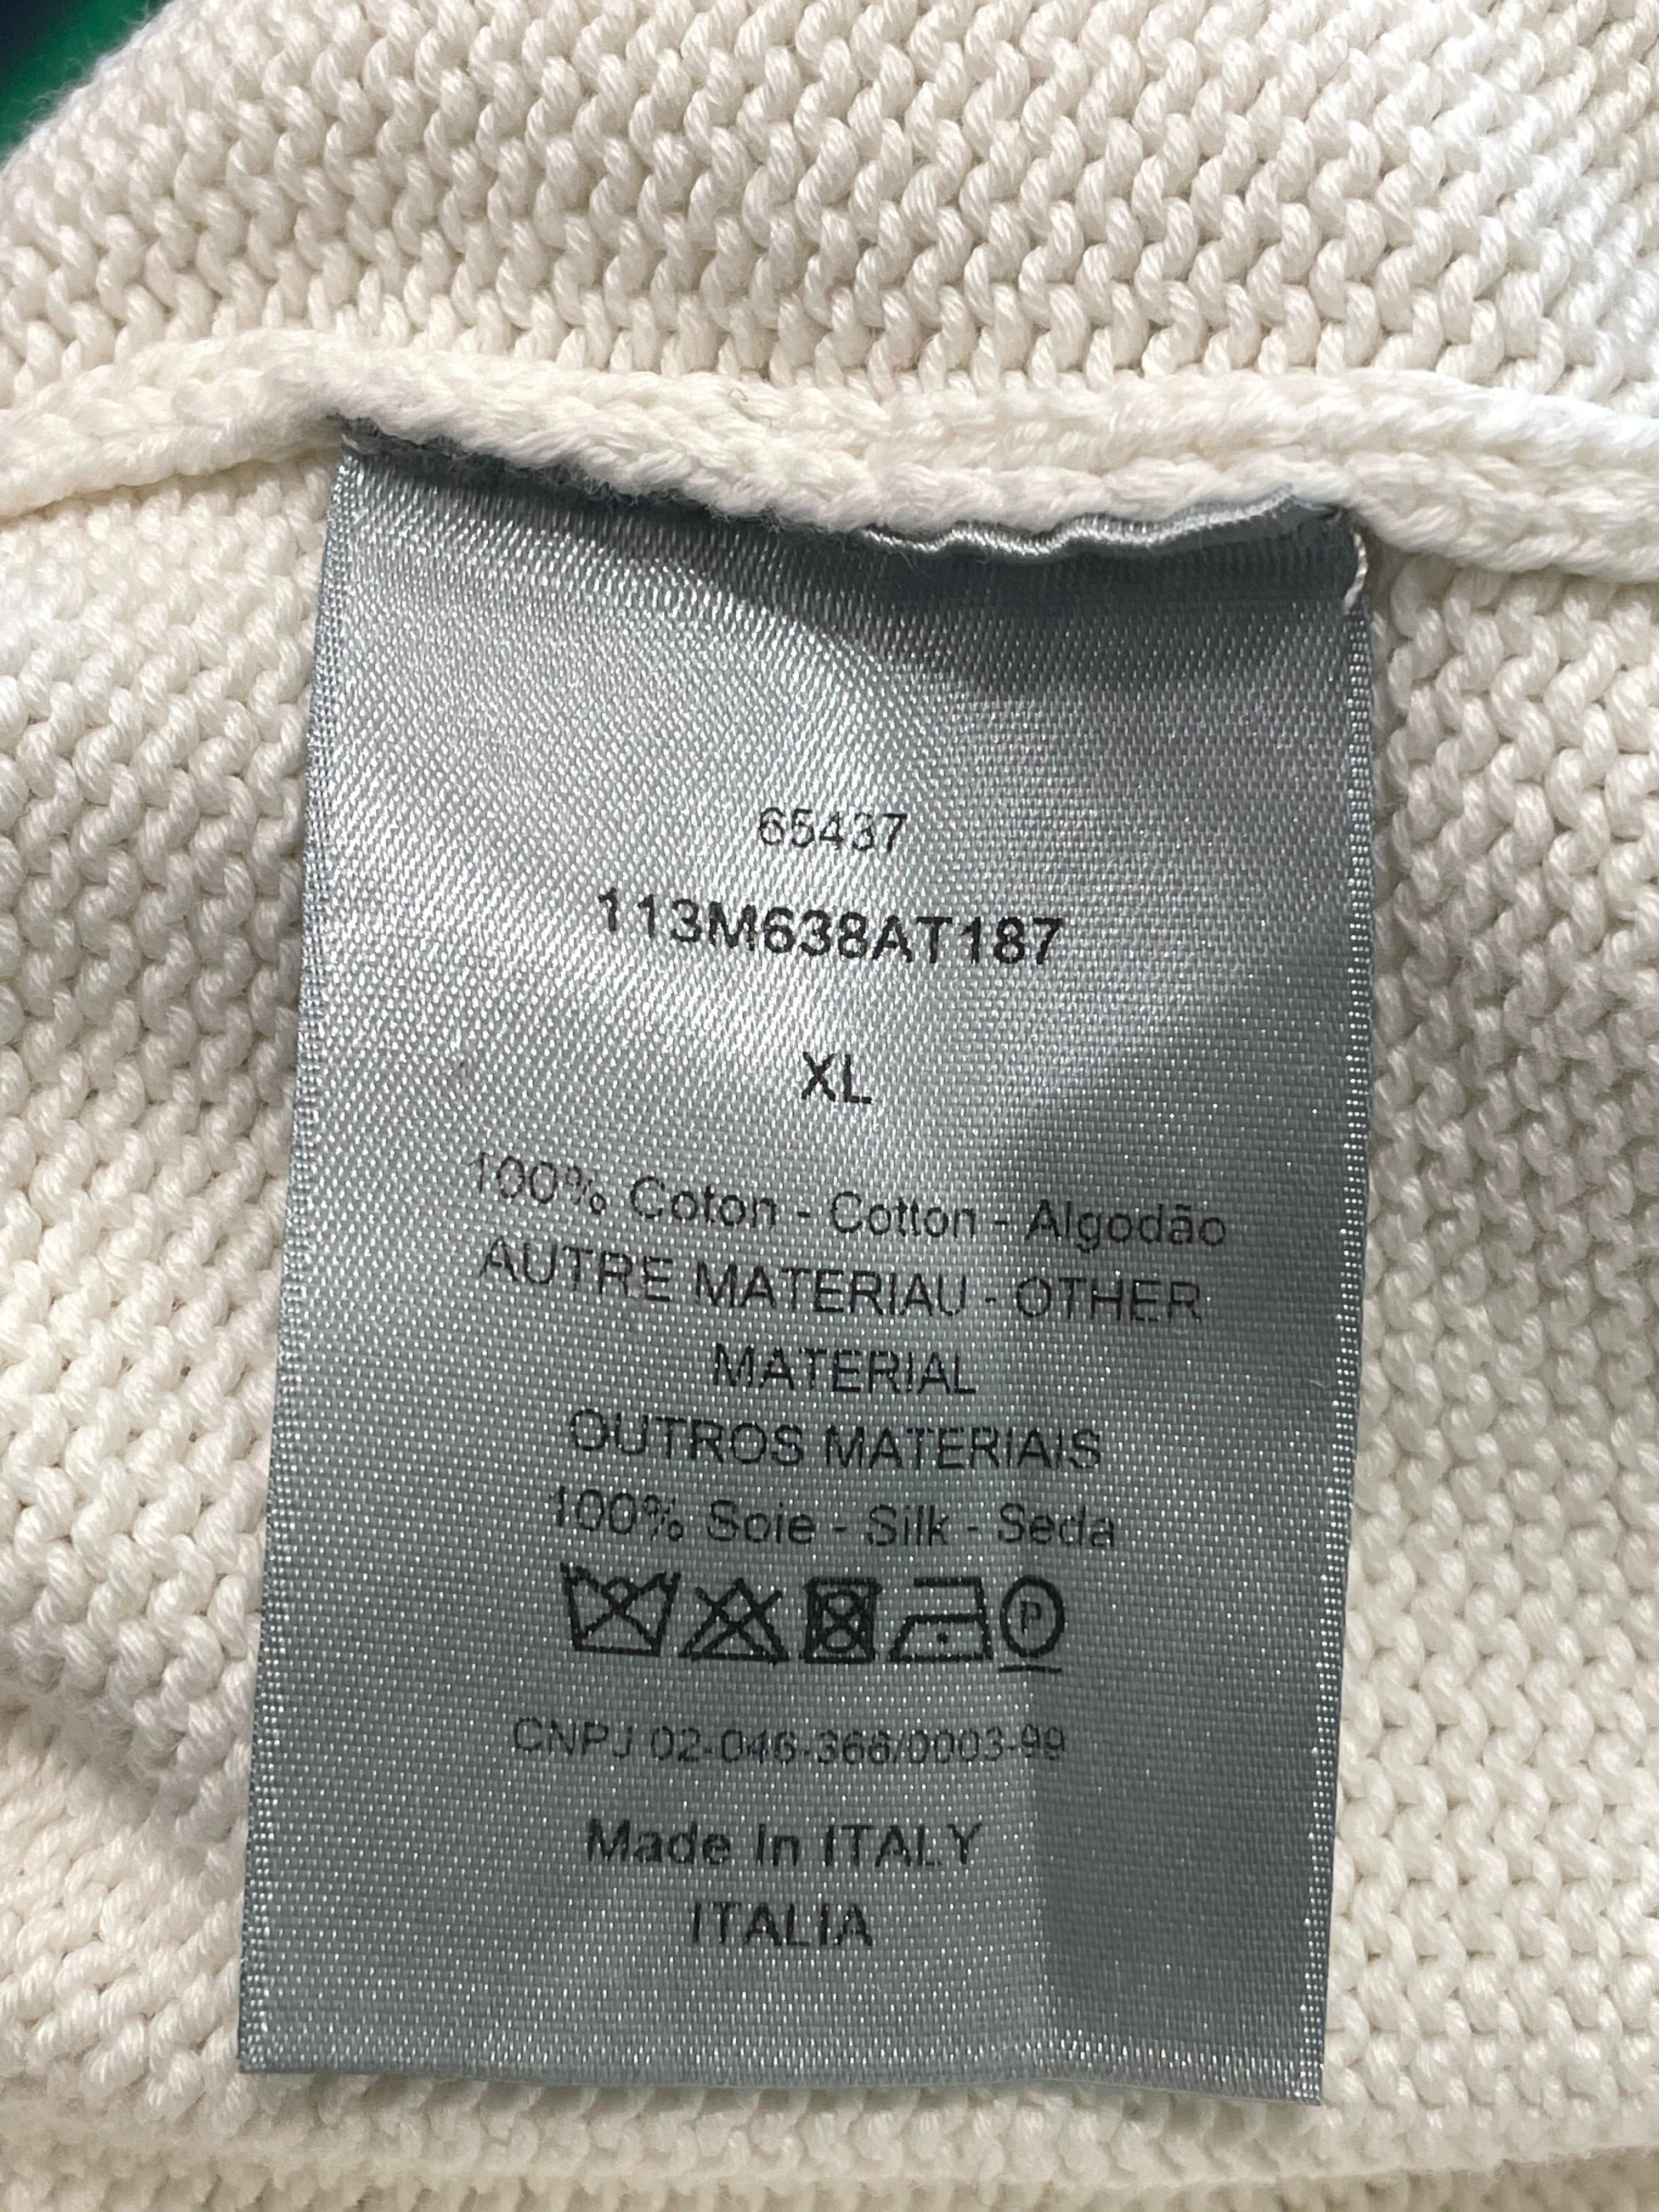 65437
113M638AT187
XL
100% Coton - Cotton - Algodão
AUTRE MATERIAU - OTHER
MATERIAL
OUTROS MATERIAIS
100% Soie - Silk - Seda
P
CNPJ 02-046-366/0003-99
Made In ITALY
ITALIA